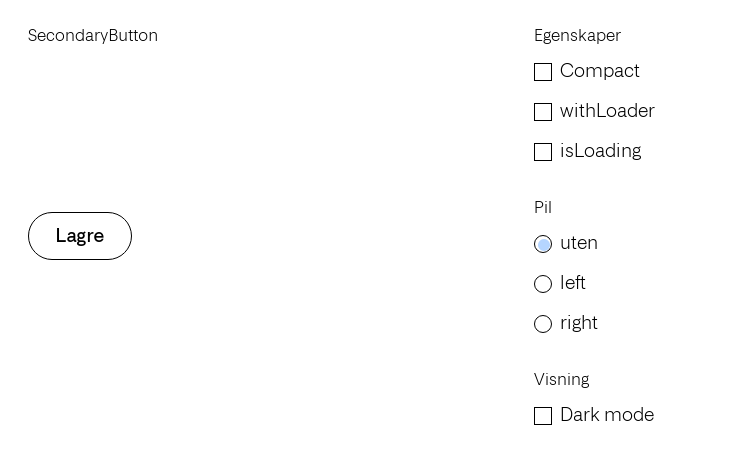 SecondaryButton
Lagre
Egenskaper
Compact
withLoader
isLoading
Pil
uten
left
right
Visning
Dark mode